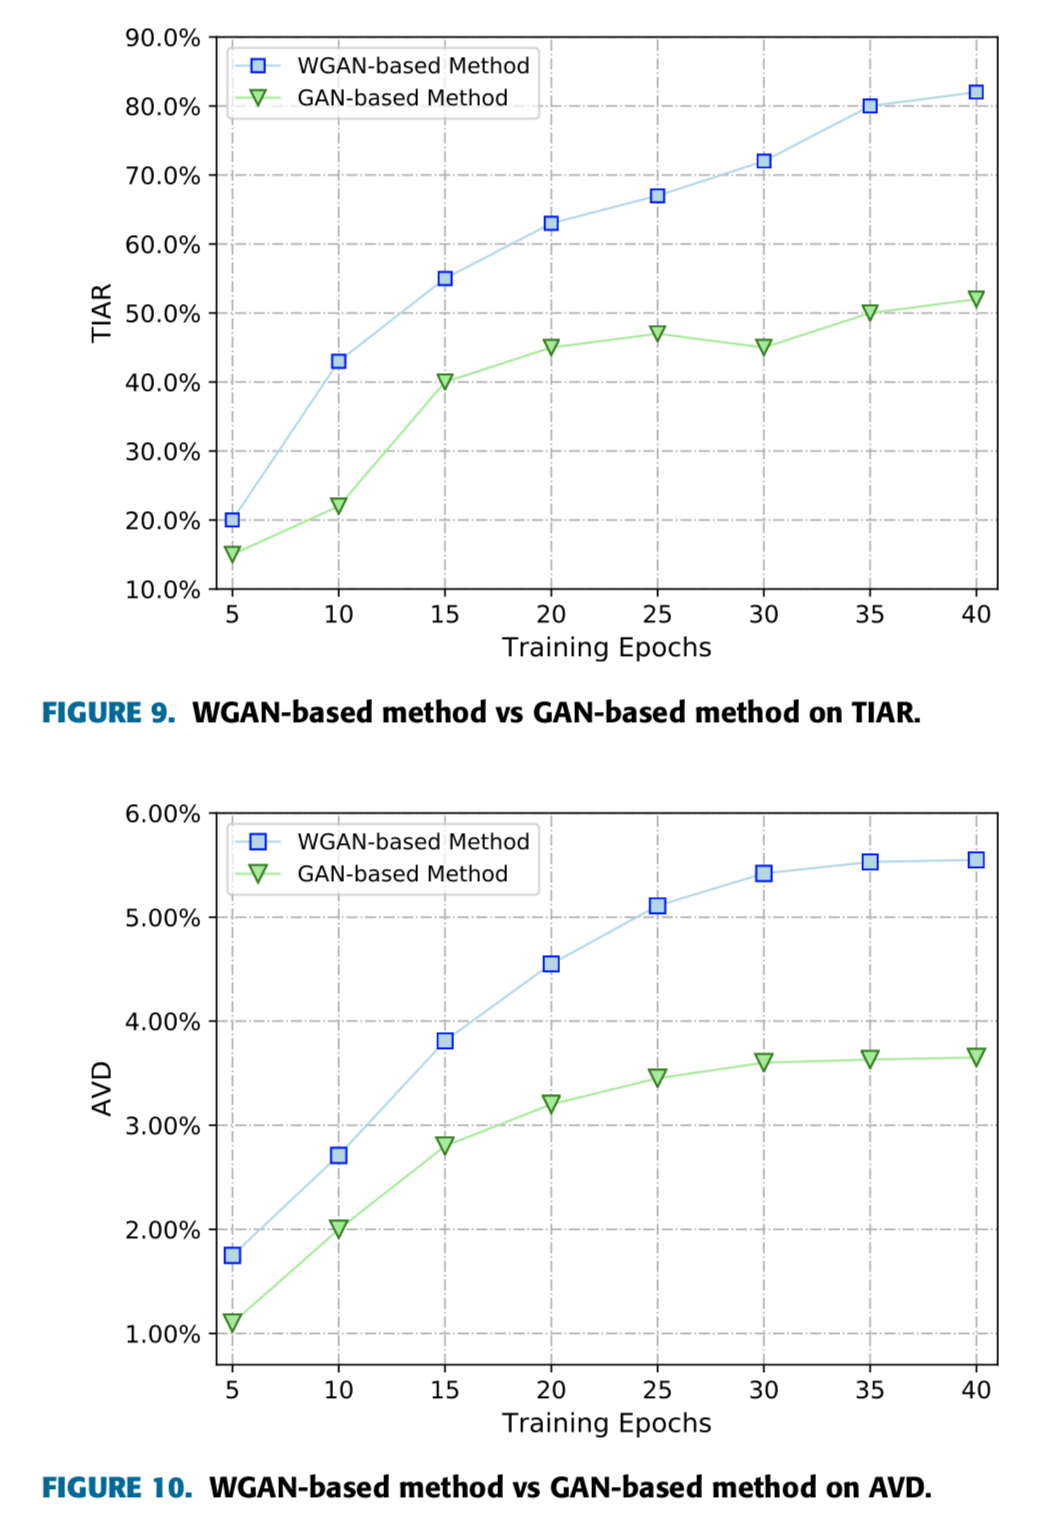 90.0%
80.0%
70.0%
60.0%
50.0%
40.0%
30.0%
20.0%
10.0%
TIAR
WGAN-based Method
GAN-based Method
5 10 15 20 25 30 35 40
Training Epochs
FIGURE 9. WGAN-based method vs GAN-based method on TIAR.
6.00%
5.00%
4.00%
3.00%
2.00%
1.00%
AVD
WGAN-based Method
GAN-based Method
5 10 15 20 25 30 35 40
Training Epochs
FIGURE 10. WGAN-based method vs GAN-based method on AVD.